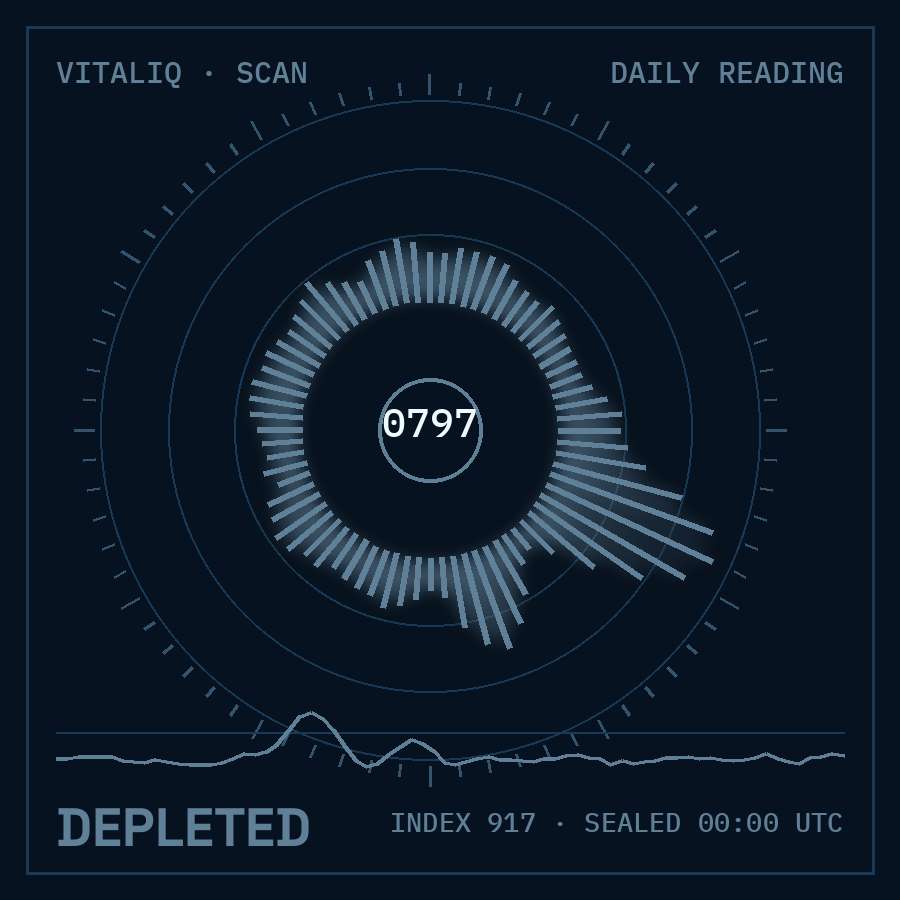 VITALIQ · SCAN
DAILY READING
0797
DEPLETED
INDEX 917 · SEALED 00:00 UTC